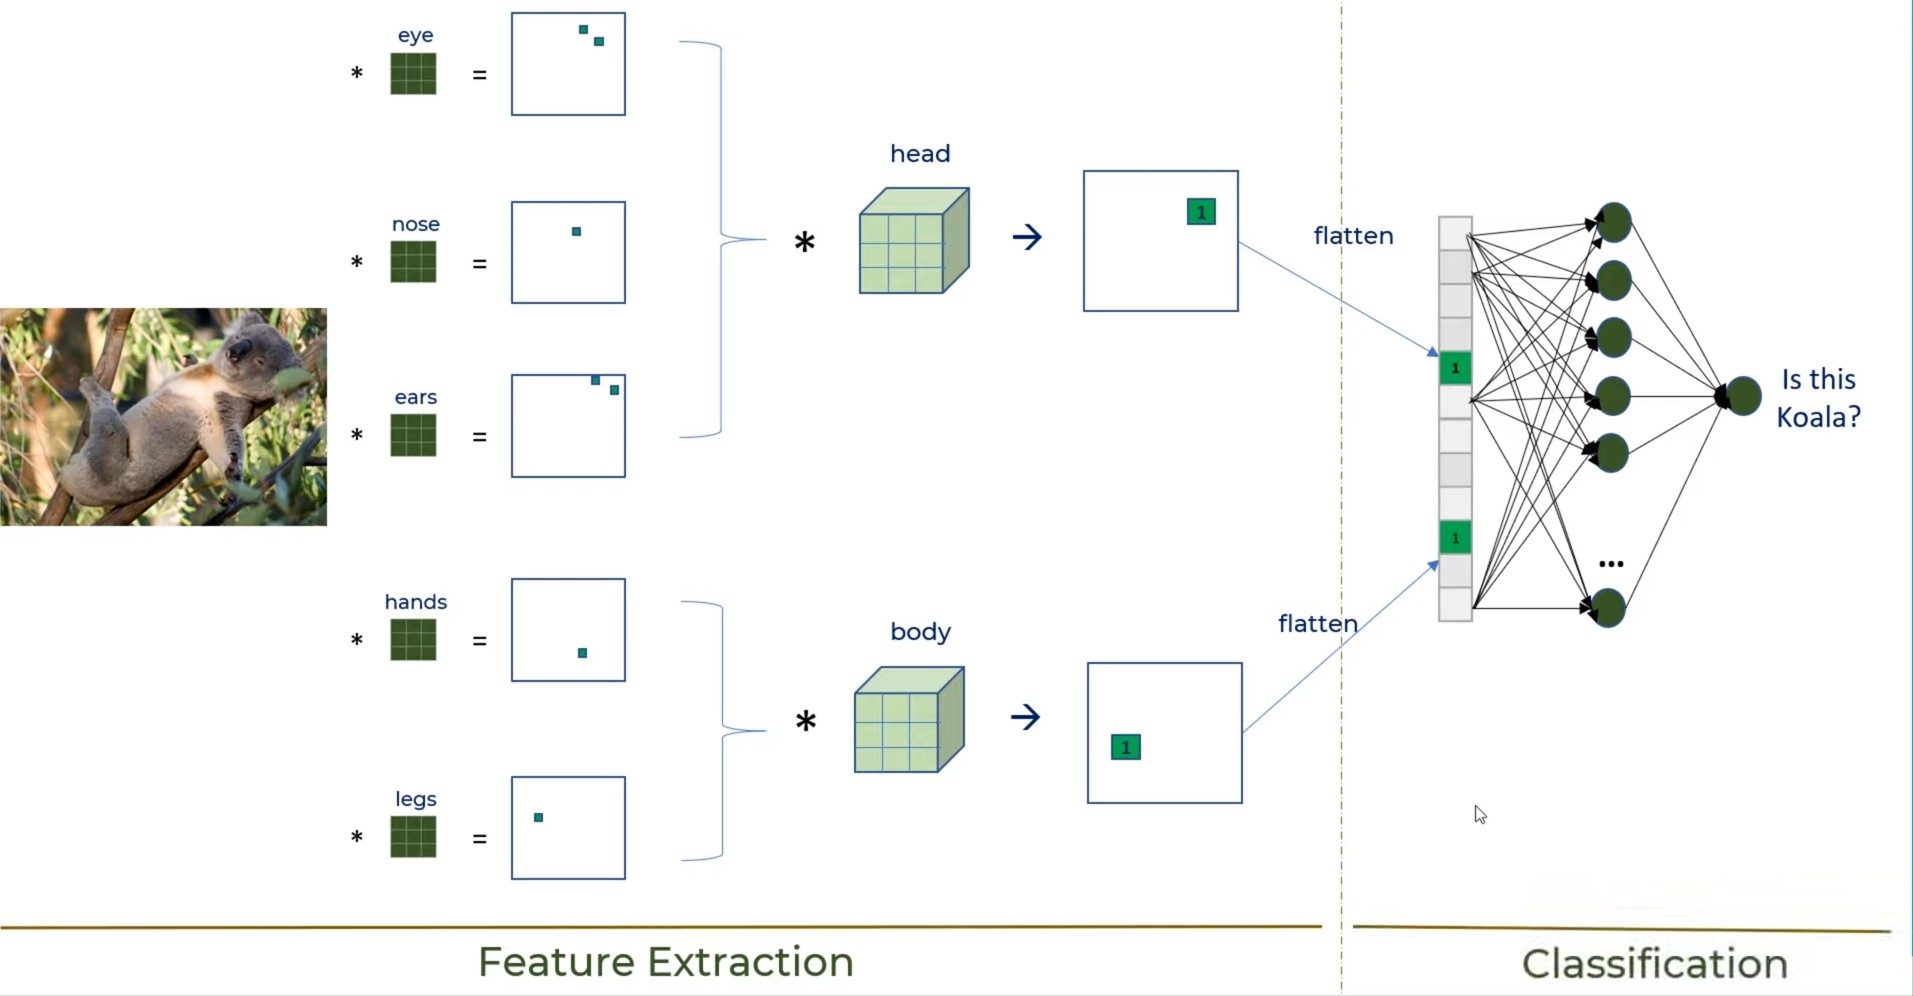 eye
* =
nose
* =
ears
* =
head
* →
1
flatten
hands
* =
legs
* =
body
* →
1
flatten
1
1
...
Is this
Koala?
Feature Extraction
Classification